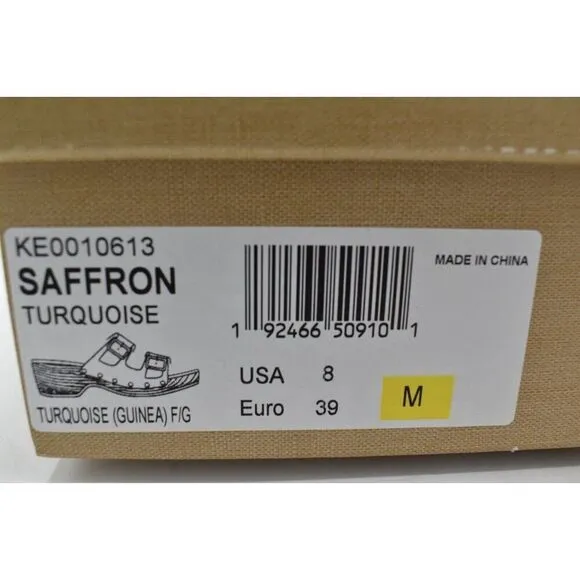 KE0010613
SAFFRON
TURQUOISE
TURQUOISE (GUINEA) F/G
1 92466 50910 1
USA 8
Euro 39
M
MADE IN CHINA